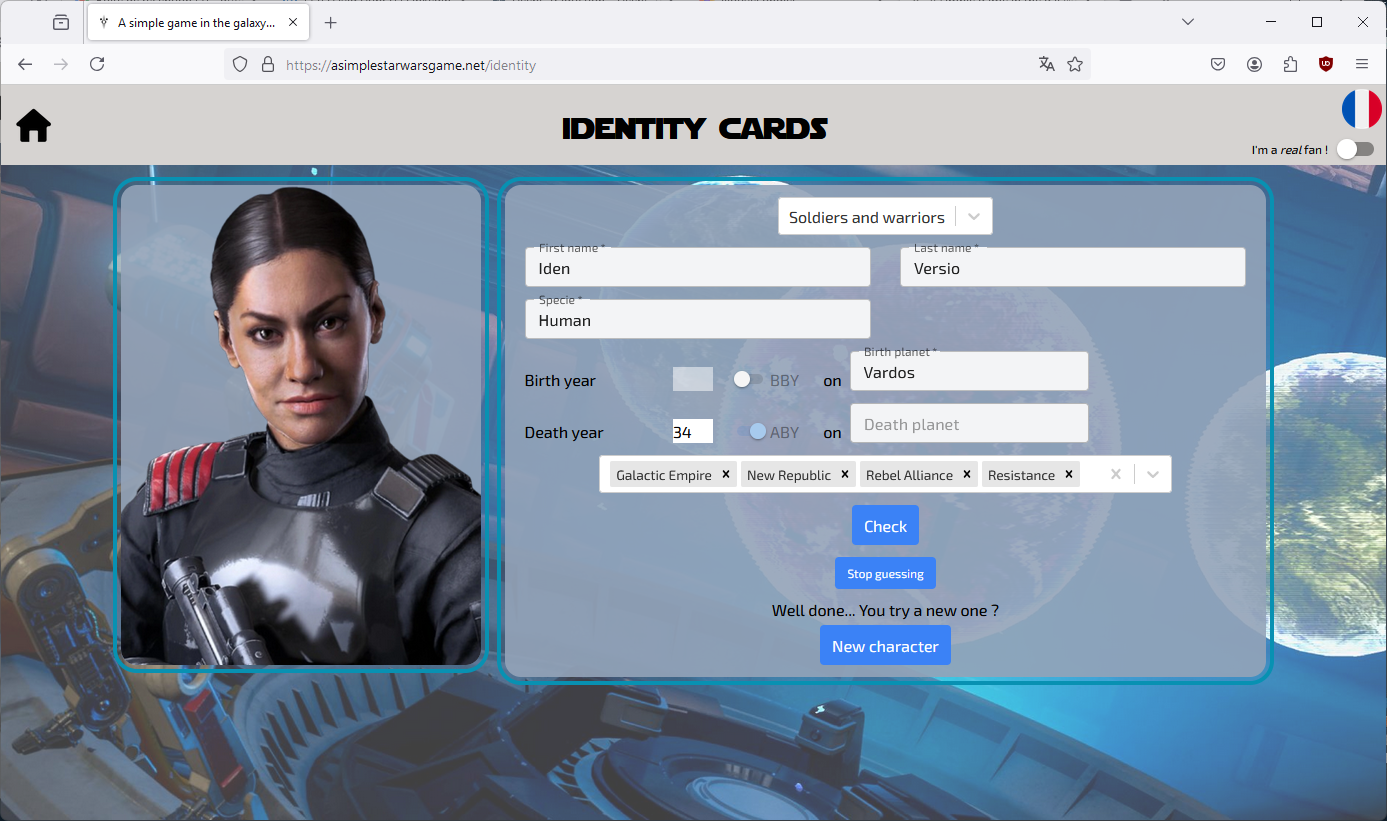 A simple game in the galaxy...
https://asimplestarwarsgame.net/identity
IDENTITY CARDS
I'm a real fan !
Soldiers and warriors
First name *
Iden
Last name *
Versio
Specie *
Human
Birth year
BBY
on
Birth planet *
Vardos
Death year
34
ABY
on
Death planet
Galactic Empire
New Republic
Rebel Alliance
Resistance
Check
Stop guessing
Well done... You try a new one ?
New character